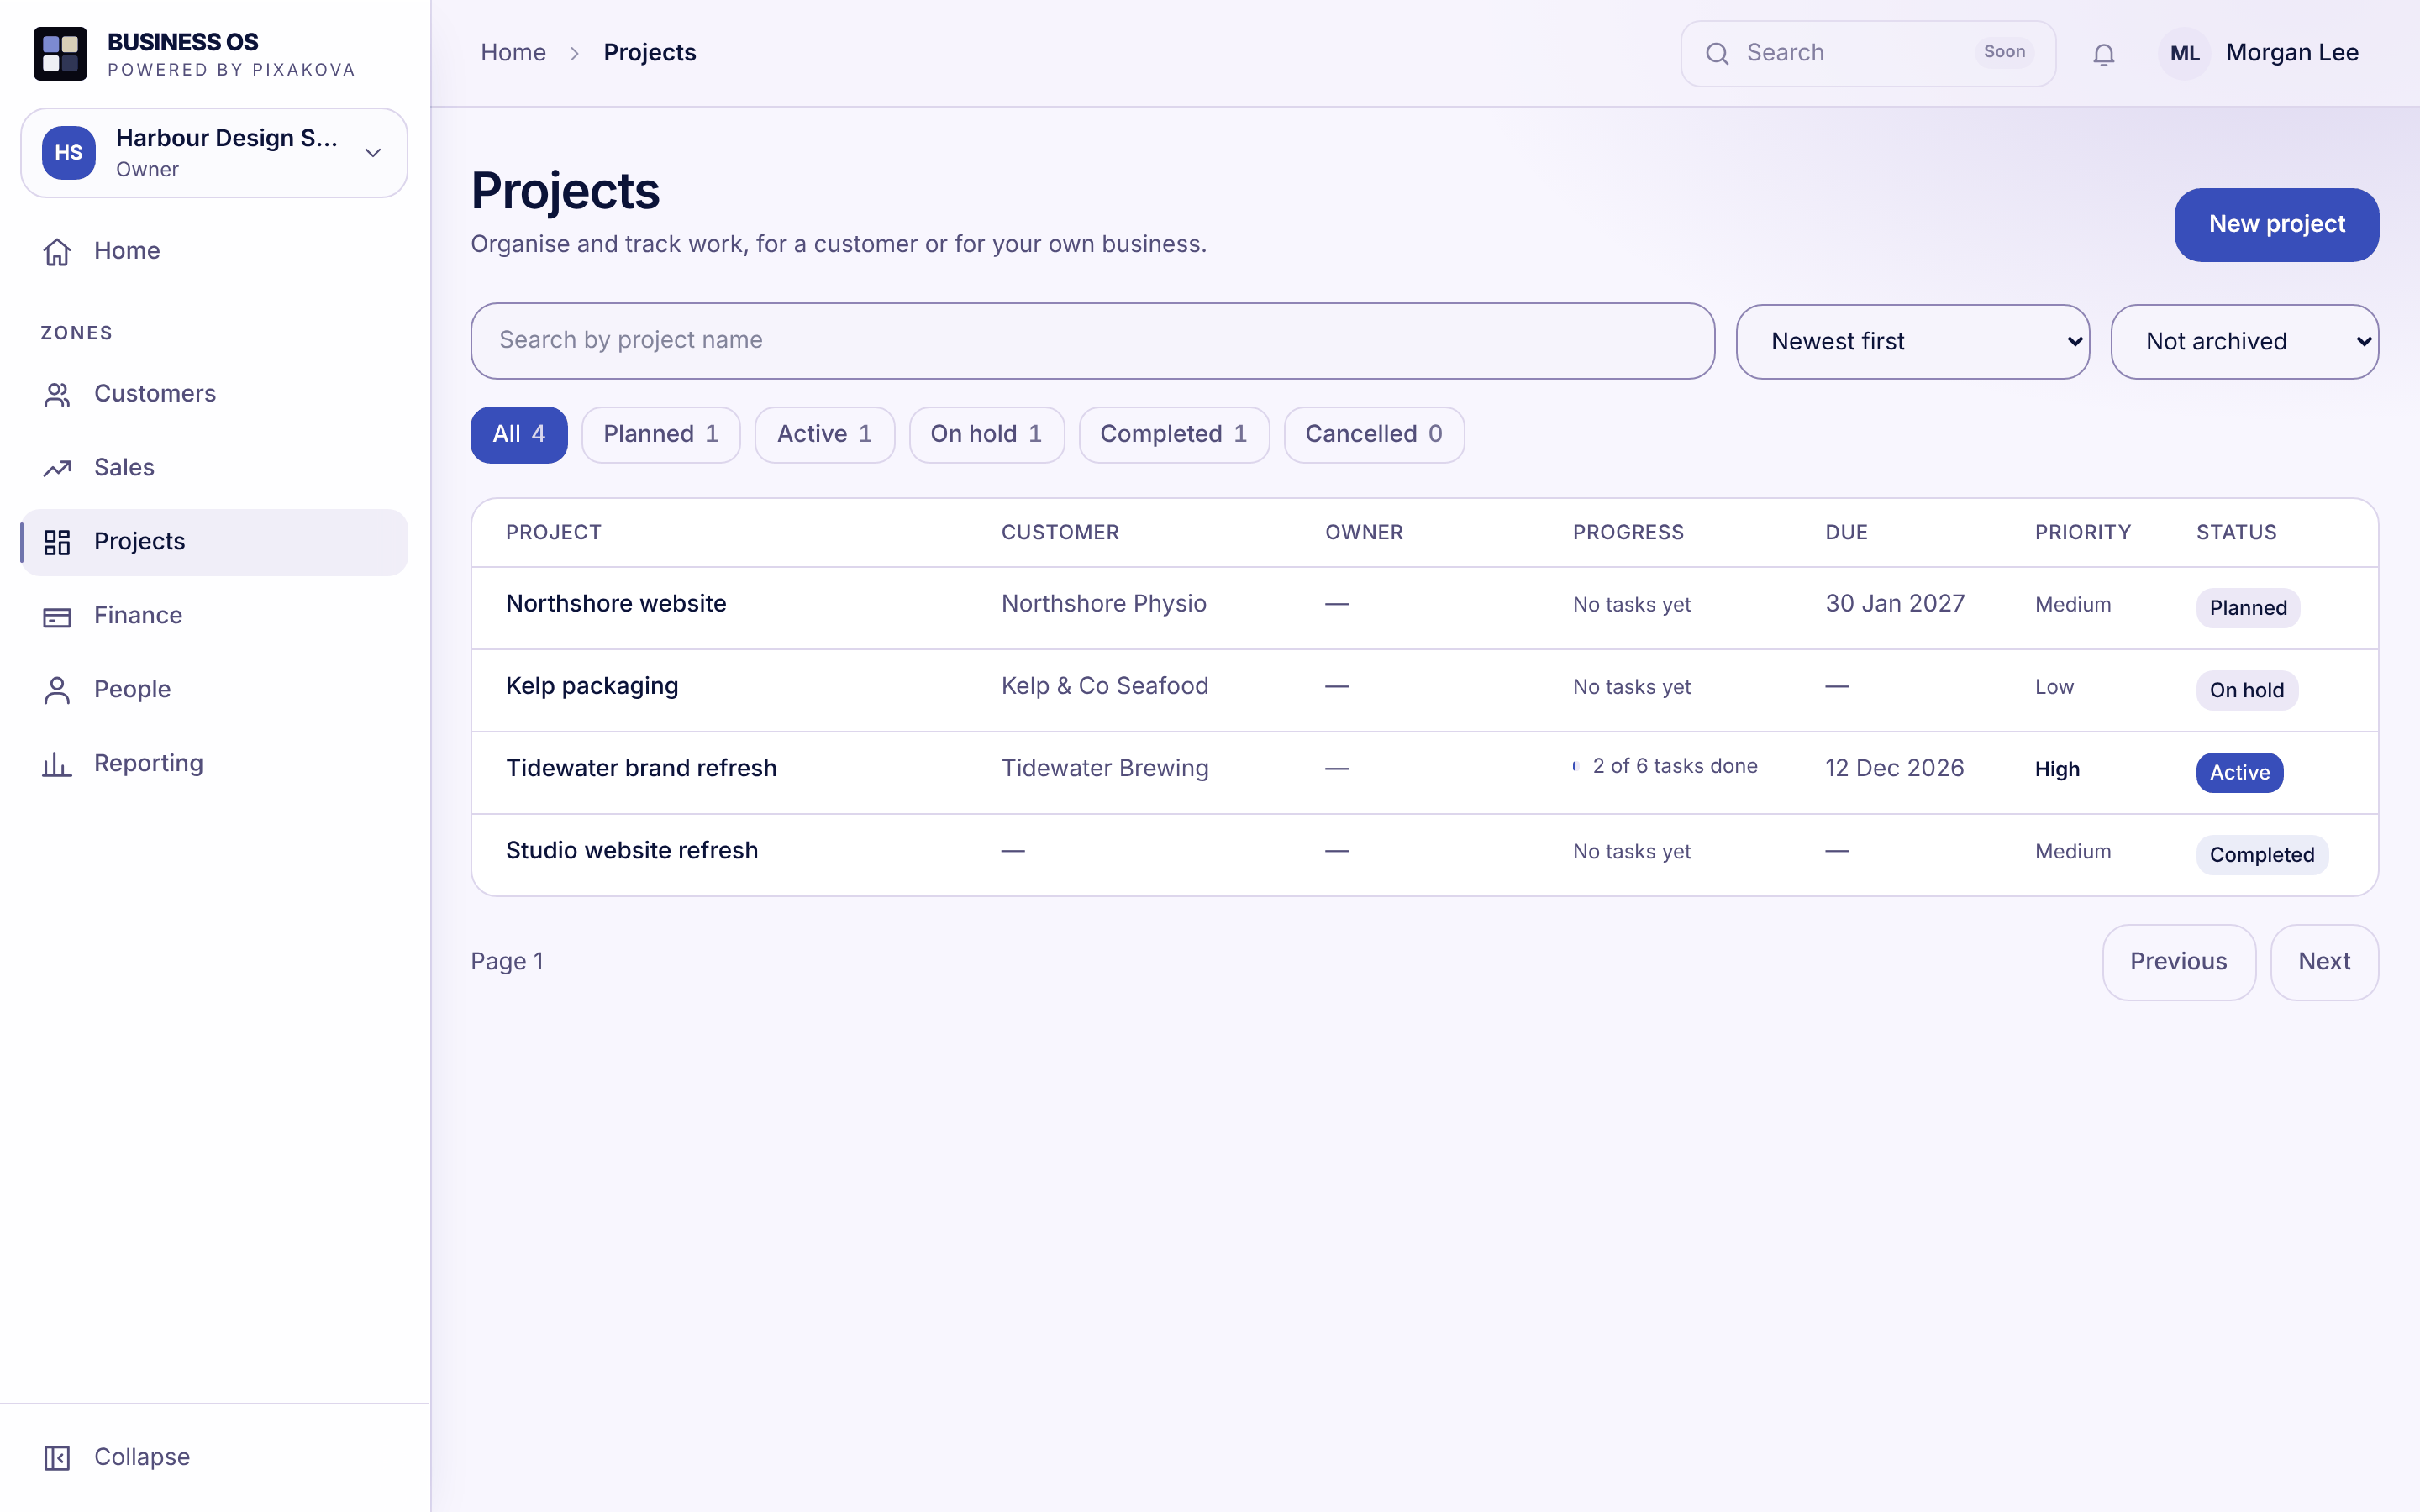 BUSINESS OS
POWERED BY PIXAKOVA
HS
Harbour Design S...
Owner
Home
ZONES
Customers
Sales
Projects
Finance
People
Reporting
Collapse
Home > Projects
Search Soon
ML Morgan Lee
Projects
Organise and track work, for a customer or for your own business.
New project
Search by project name
Newest first
Not archived
All 4 Planned 1 Active 1 On hold 1 Completed 1 Cancelled 0
PROJECT CUSTOMER OWNER PROGRESS DUE PRIORITY STATUS
Northshore website Northshore Physio — No tasks yet 30 Jan 2027 Medium Planned
Kelp packaging Kelp & Co Seafood — No tasks yet — Low On hold
Tidewater brand refresh Tidewater Brewing — 2 of 6 tasks done 12 Dec 2026 High Active
Studio website refresh — — No tasks yet — Medium Completed
Page 1
Previous Next